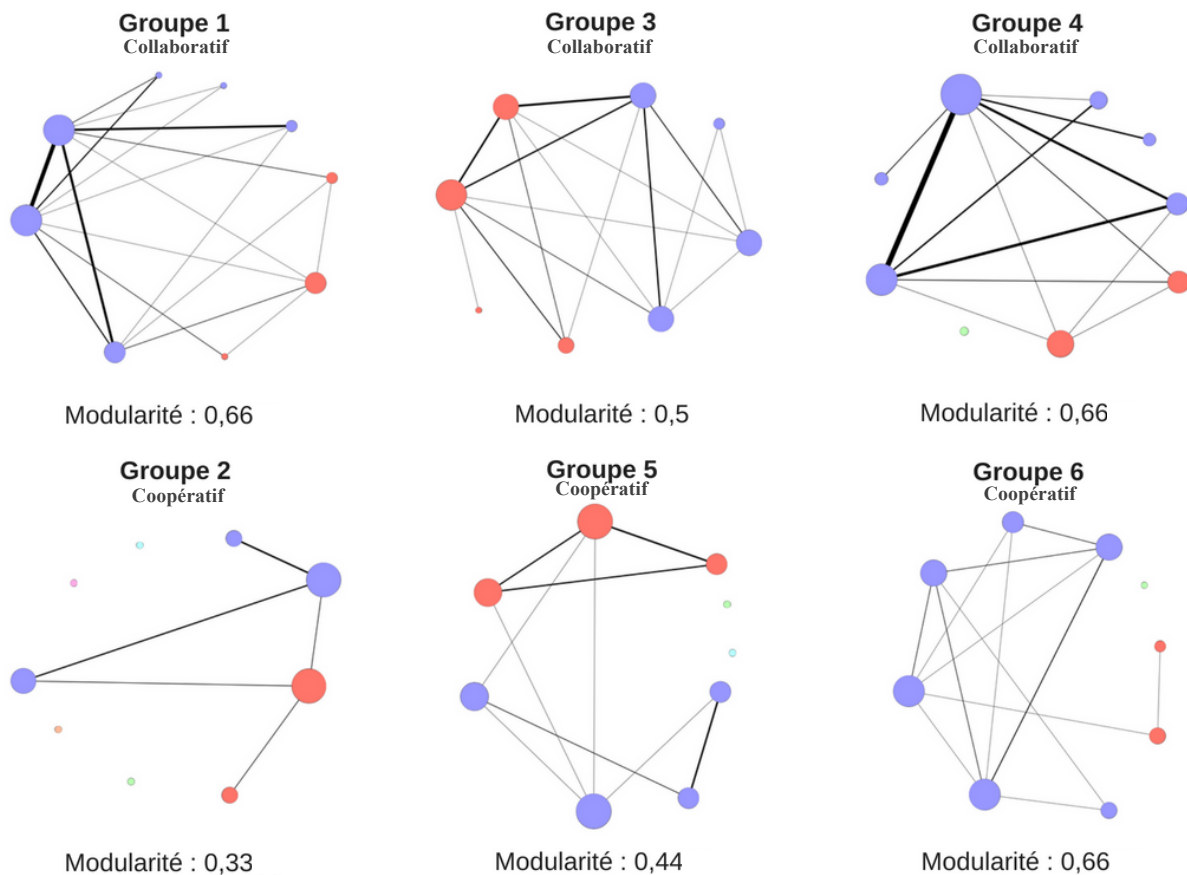 Groupe 1
Collaboratif
Groupe 3
Collaboratif
Groupe 4
Collaboratif
Modularité : 0,66
Modularité : 0,5
Modularité : 0,66
Groupe 2
Coopératif
Groupe 5
Coopératif
Groupe 6
Coopératif
Modularité : 0,33
Modularité : 0,44
Modularité : 0,66